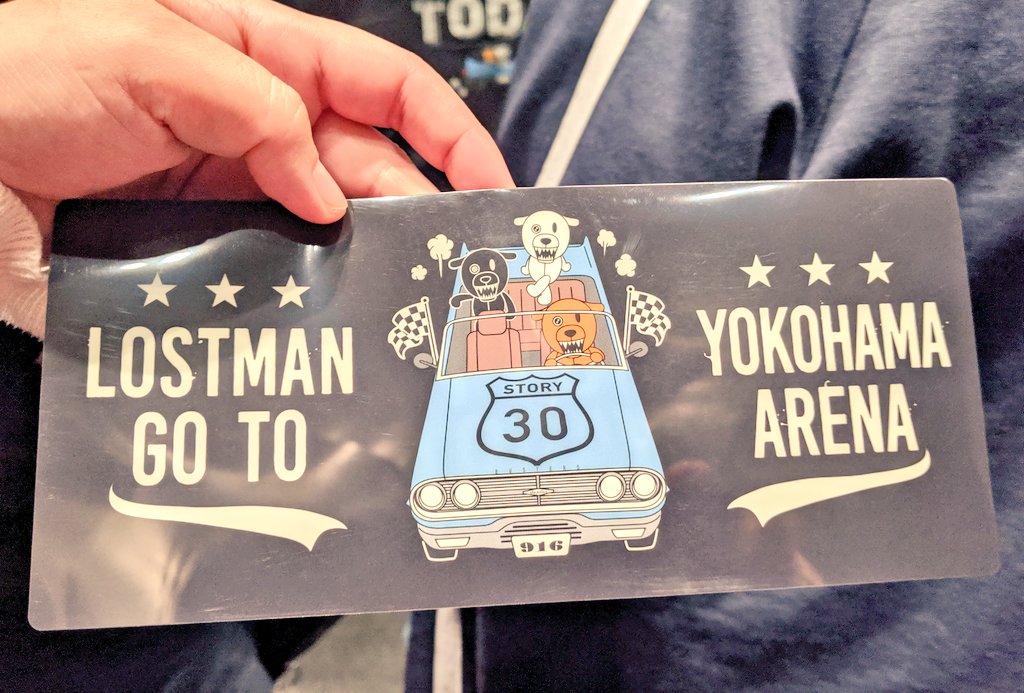 TOD
LOSTMAN
GO TO
STORY
30
916
YOKOHAMA
ARENA